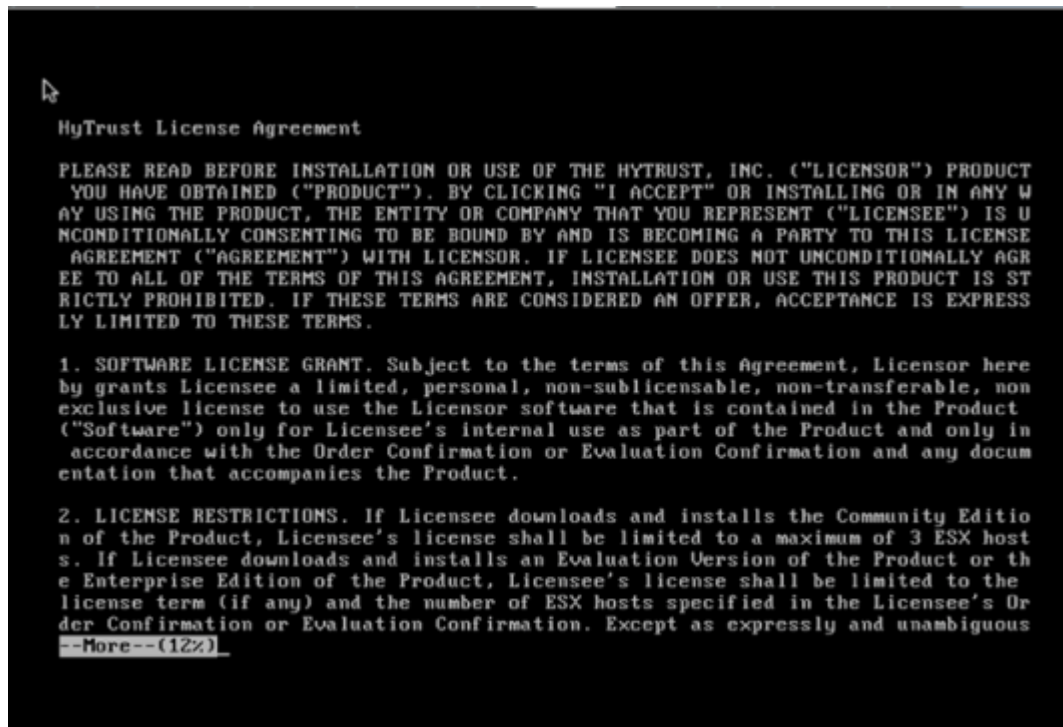 HyTrust License Agreement
PLEASE READ BEFORE INSTALLATION OR USE OF THE HYTRUST, INC. ("LICENSOR") PRODUCT
YOU HAVE OBTAINED ("PRODUCT"). BY CLICKING "I ACCEPT" OR INSTALLING OR IN ANY W
AY USING THE PRODUCT, THE ENTITY OR COMPANY THAT YOU REPRESENT ("LICENSEE") IS U
NCONDITIONALLY CONSENTING TO BE BOUND BY AND IS BECOMING A PARTY TO THIS LICENSE
AGREEMENT ("AGREEMENT") WITH LICENSOR. IF LICENSEE DOES NOT UNCONDITIONALLY AGR
EE TO ALL OF THE TERMS OF THIS AGREEMENT, INSTALLATION OR USE THIS PRODUCT IS ST
RICTLY PROHIBITED. IF THESE TERMS ARE CONSIDERED AN OFFER, ACCEPTANCE IS EXPRESS
LY LIMITED TO THESE TERMS.
1. SOFTWARE LICENSE GRANT. Subject to the terms of this Agreement, Licensor here
by grants Licensee a limited, personal, non-sublicensable, non-transferable, non
exclusive license to use the Licensor software that is contained in the Product
("Software") only for Licensee's internal use as part of the Product and only in
accordance with the Order Confirmation or Evaluation Confirmation and any docum
entation that accompanies the Product.
2. LICENSE RESTRICTIONS. If Licensee downloads and installs the Community Editio
n of the Product, Licensee's license shall be limited to a maximum of 3 ESX host
s. If Licensee downloads and installs an Evaluation Version of the Product or th
e Enterprise Edition of the Product, Licensee's license shall be limited to the
license term (if any) and the number of ESX hosts specified in the Licensee's Or
der Confirmation or Evaluation Confirmation. Except as expressly and unambiguous
--More--(12%)